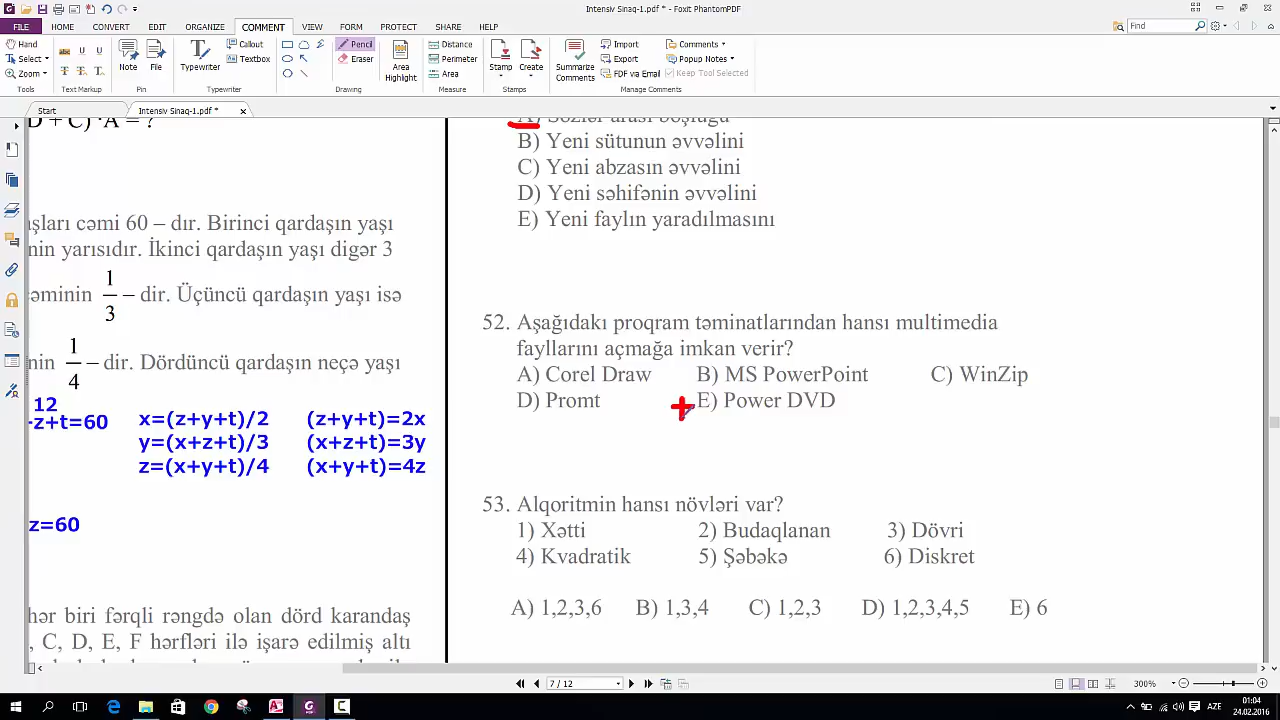 Intensiv Sinaq-1.pdf * - Foxit PhantomPDF
FILE HOME CONVERT EDIT ORGANIZE COMMENT VIEW FORM PROTECT SHARE HELP
Find
Hand
Select
Zoom
Tools
Text Markup
Note
File
Pin
Typewriter
Callout
Textbox
Typewriter
Pencil
Eraser
Drawing
Area Highlight
Distance
Perimeter
Area
Measure
Stamp
Create
Stamps
Summarize Comments
Import
Export
FDF via Email
Comments
Popup Notes
Keep Tool Selected
Manage Comments
Start
Intensiv Sinaq-1.pdf *
D + C) ·A = ?
aşları cəmi 60 – dır. Birinci qardaşın yaşı
nin yarısıdır. İkinci qardaşın yaşı digər 3
cəminin 1/3 – dir. Üçüncü qardaşın yaşı isə
nin 1/4 – dir. Dördüncü qardaşın neçə yaşı
12
z+t=60
x=(z+y+t)/2 (z+y+t)=2x
y=(x+z+t)/3 (x+z+t)=3y
z=(x+y+t)/4 (x+y+t)=4z
z=60
hər biri fərqli rəngdə olan dörd karandaş
, C, D, E, F hərfləri ilə işarə edilmiş altı
A) Sözlər arası boşluğu
B) Yeni sütunun əvvəlini
C) Yeni abzasın əvvəlini
D) Yeni səhifənin əvvəlini
E) Yeni faylın yaradılmasını
52. Aşağıdakı proqram təminatlarından hansı multimedia
fayllarını açmağa imkan verir?
A) Corel Draw B) MS PowerPoint C) WinZip
D) Promt E) Power DVD
53. Alqoritmin hansı növləri var?
1) Xətti 2) Budaqlanan 3) Dövri
4) Kvadratik 5) Şəbəkə 6) Diskret
A) 1,2,3,6 B) 1,3,4 C) 1,2,3 D) 1,2,3,4,5 E) 6
7 / 12
300%
AZE
01:04
24.02.2016